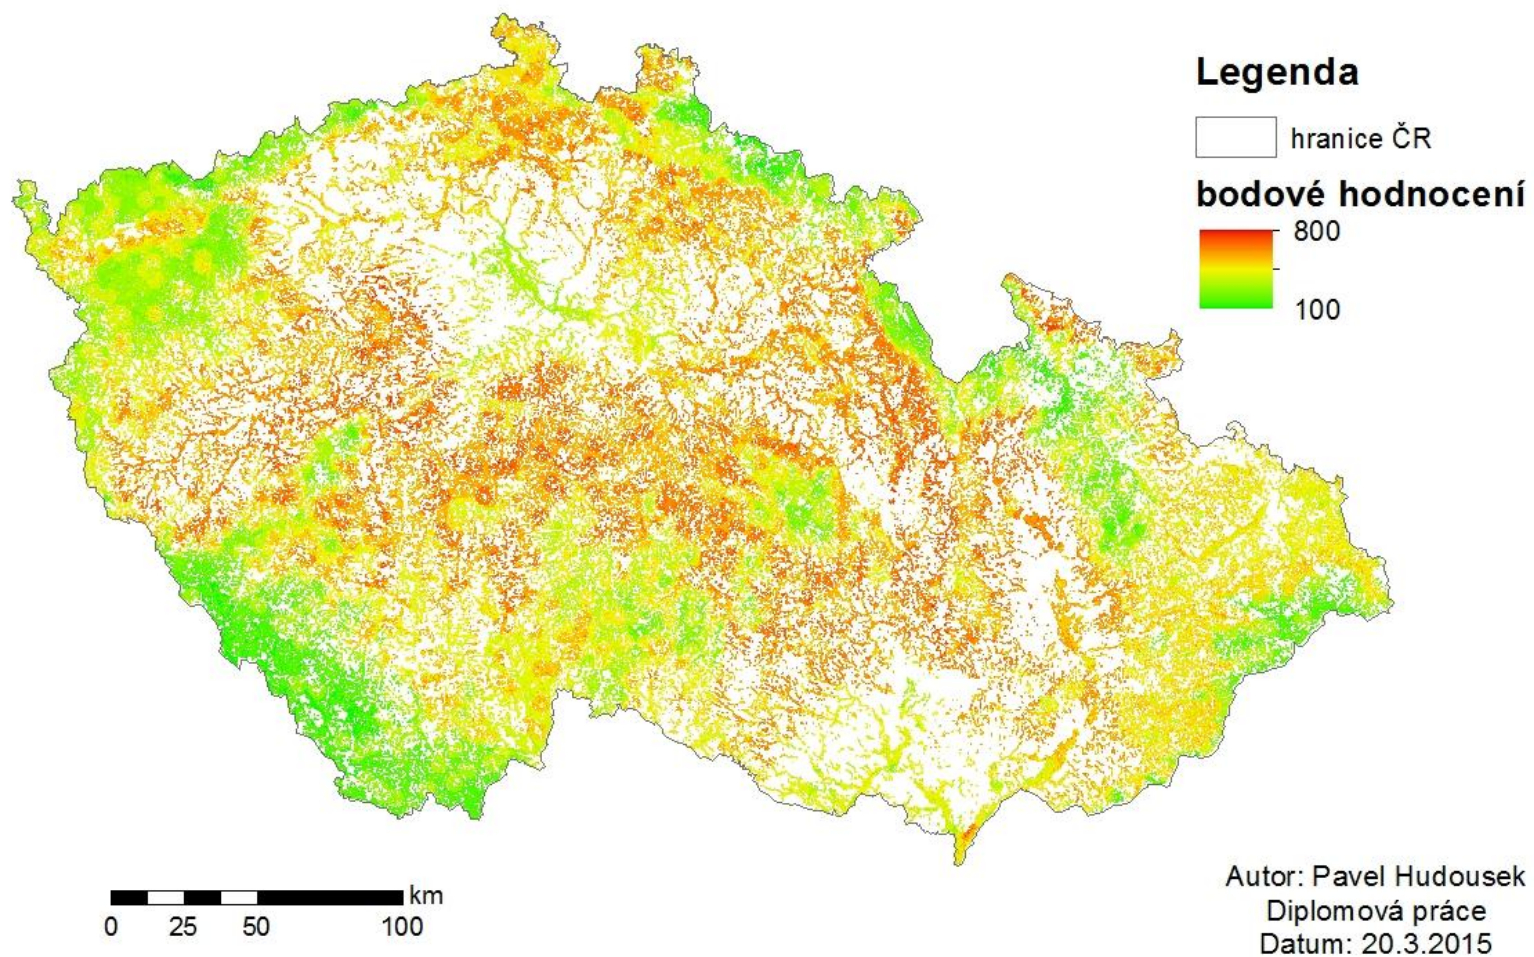 Legenda
hranice ČR
bodové hodnocení
800
100
km
0 25 50 100
Autor: Pavel Hudousek
Diplomová práce
Datum: 20.3.2015